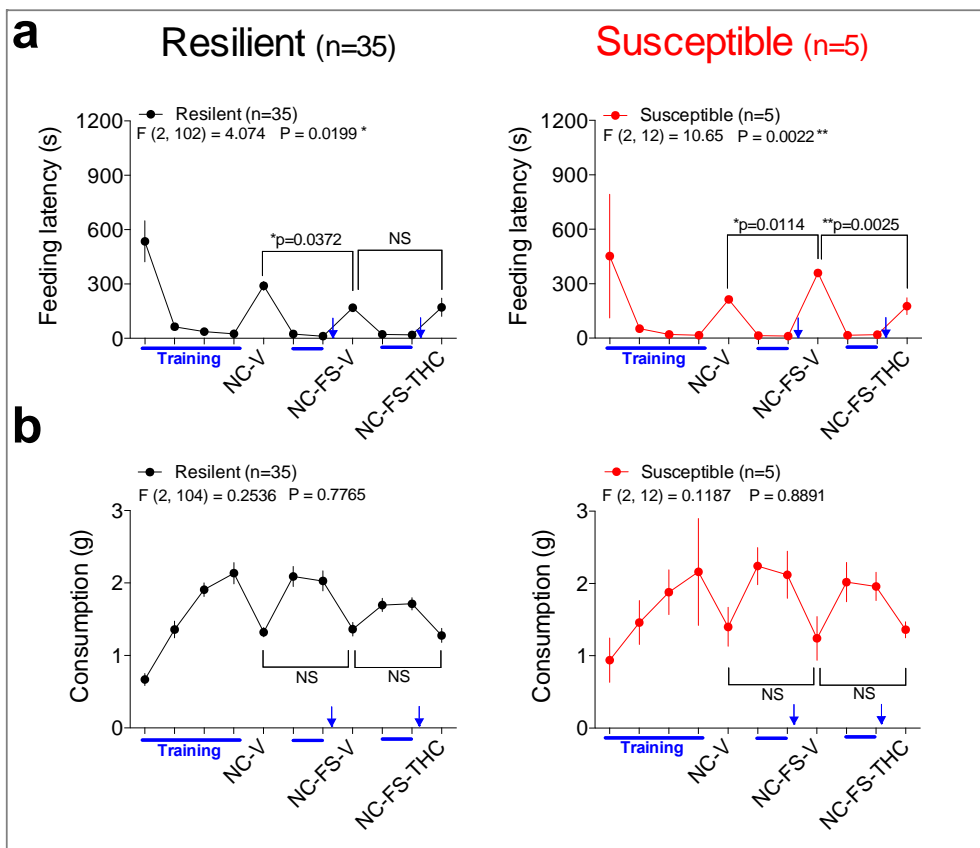 a
Resilient (n=35)
Susceptible (n=5)
Resilent (n=35)
F (2, 102) = 4.074 P = 0.0199 *
Feeding latency (s)
1200
900
600
300
0
*p=0.0372
NS
Training
NC-V
NC-FS-V
NC-FS-THC
Susceptible (n=5)
F (2, 12) = 10.65 P = 0.0022**
Feeding latency (s)
1200
900
600
300
0
*p=0.0114
**p=0.0025
Training
NC-V
NC-FS-V
NC-FS-THC
b
Resilent (n=35)
F (2, 104) = 0.2536 P = 0.7765
Consumption (g)
3
2
1
0
NS
NS
Training
NC-V
NC-FS-V
NC-FS-THC
Susceptible (n=5)
F (2, 12) = 0.1187 P = 0.8891
Consumption (g)
3
2
1
0
NS
NS
Training
NC-V
NC-FS-V
NC-FS-THC